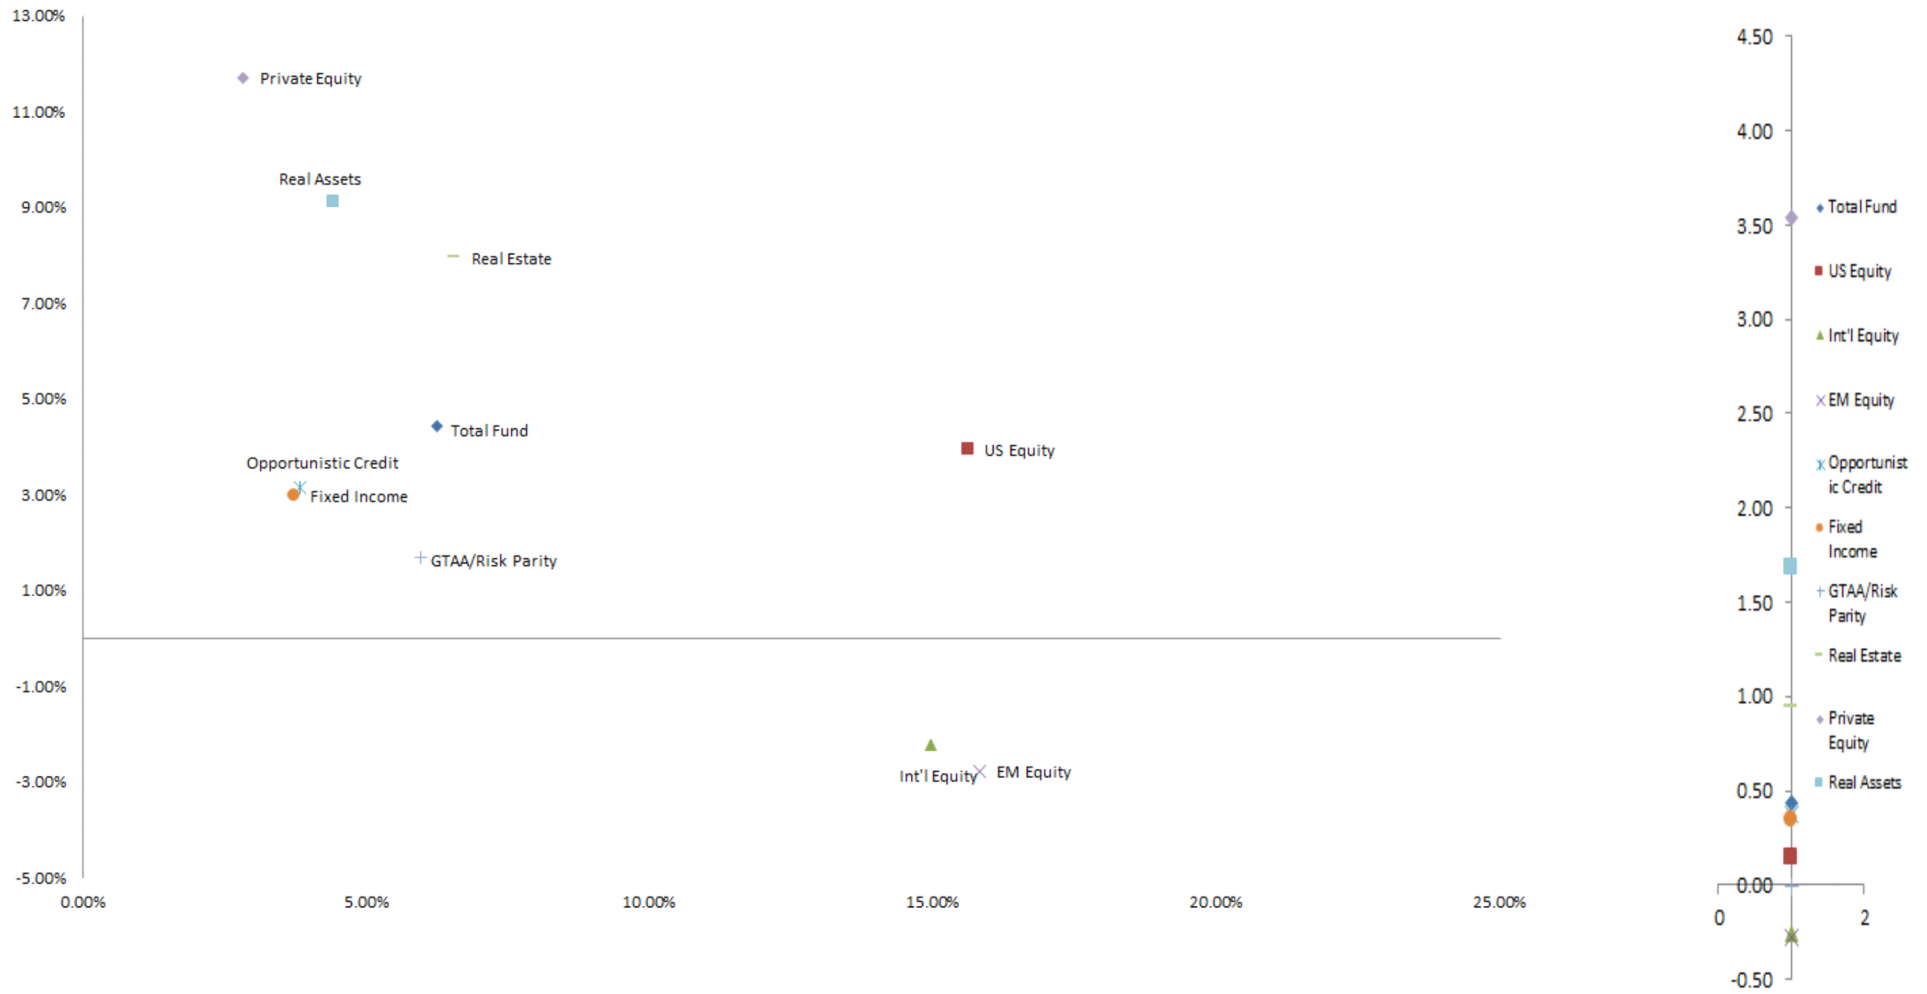 13.00%
11.00%
9.00%
7.00%
5.00%
3.00%
1.00%
-1.00%
-3.00%
-5.00%
0.00%
5.00%
10.00%
15.00%
20.00%
25.00%
Private Equity
Real Assets
Real Estate
Total Fund
US Equity
Opportunistic Credit
Fixed Income
GTAA/Risk Parity
Int'l Equity
EM Equity
4.50
4.00
3.50
3.00
2.50
2.00
1.50
1.00
0.50
0.00
-0.50
0
2
Total Fund
US Equity
Int'l Equity
EM Equity
Opportunist
ic Credit
Fixed
Income
GTAA/Risk
Parity
Real Estate
Private
Equity
Real Assets